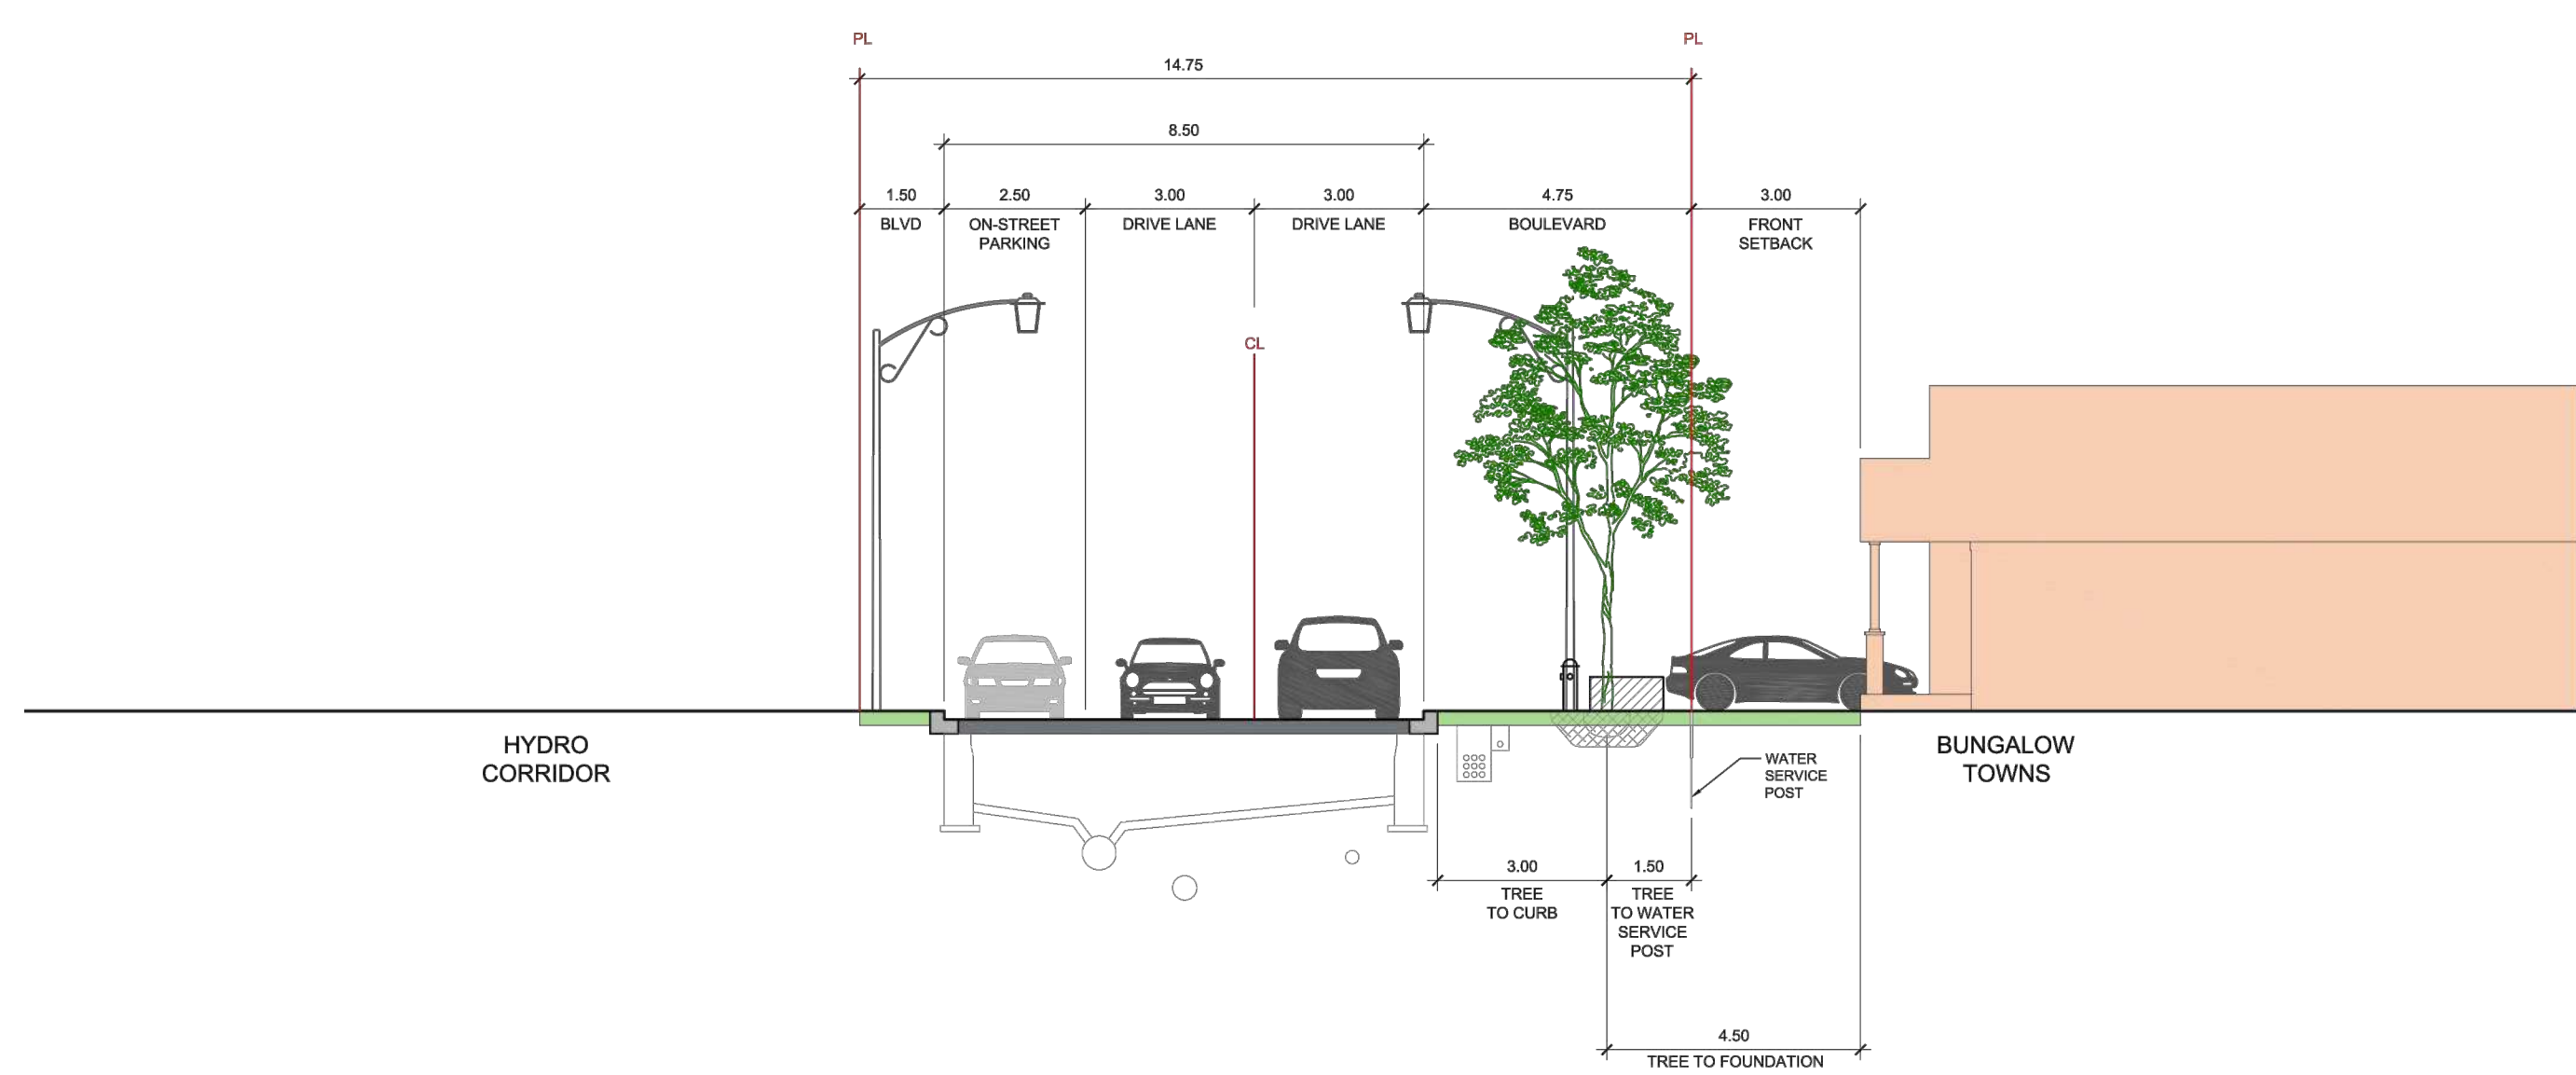 PL
PL
14.75
8.50
1.50
2.50
3.00
3.00
4.75
3.00
BLVD
ON-STREET
PARKING
DRIVE LANE
DRIVE LANE
BOULEVARD
FRONT
SETBACK
CL
HYDRO
CORRIDOR
BUNGALOW
TOWNS
WATER
SERVICE
POST
3.00
TREE
TO CURB
1.50
TREE
TO WATER
SERVICE
POST
4.50
TREE TO FOUNDATION